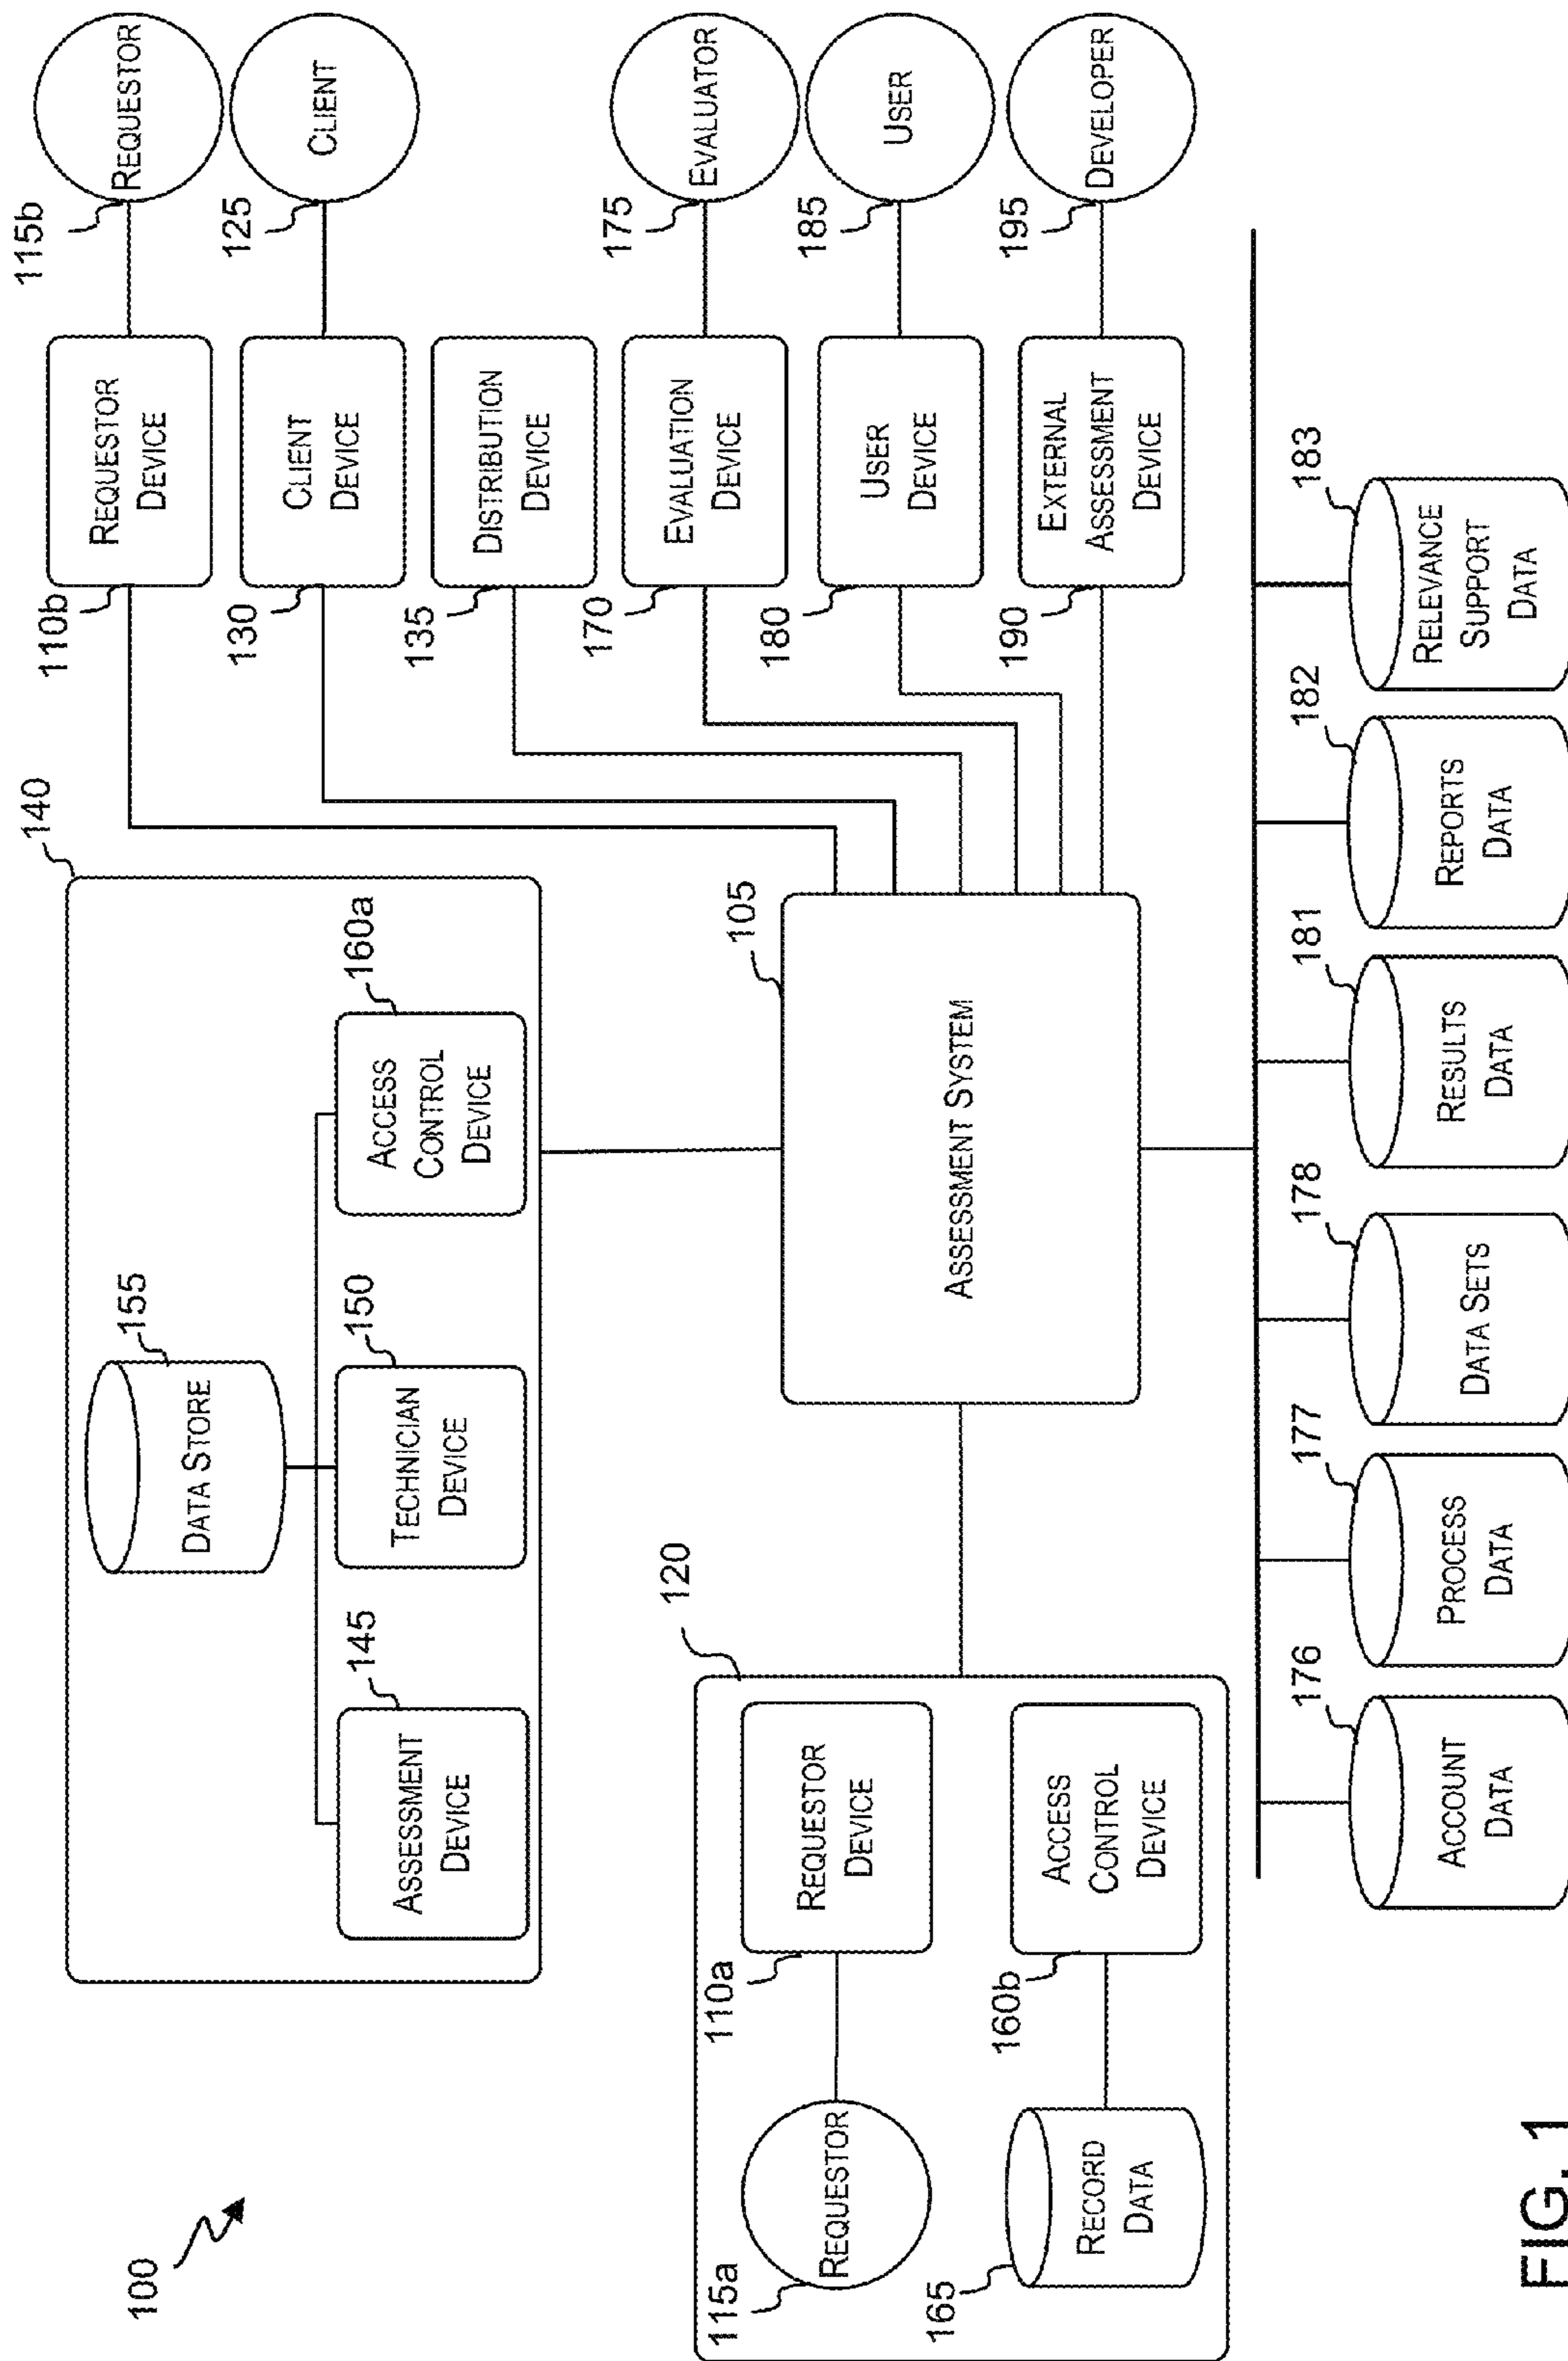 100
140
DATA STORE
155
ASSESSMENT
DEVICE
145
TECHNICIAN
DEVICE
150
ACCESS
CONTROL
DEVICE
160a
120
REQUESTOR
115a
REQUESTOR
DEVICE
110a
RECORD
DATA
165
ACCESS
CONTROL
DEVICE
160b
ASSESSMENT SYSTEM
105
REQUESTOR
DEVICE
110b
REQUESTOR
115b
CLIENT
DEVICE
130
CLIENT
125
DISTRIBUTION
DEVICE
135
EVALUATION
DEVICE
170
EVALUATOR
175
USER
DEVICE
180
USER
185
EXTERNAL
ASSESSMENT
DEVICE
190
DEVELOPER
195
ACCOUNT
DATA
176
PROCESS
DATA
177
DATA SETS
178
RESULTS
DATA
181
REPORTS
DATA
182
RELEVANCE
SUPPORT
DATA
183
FIG. 1